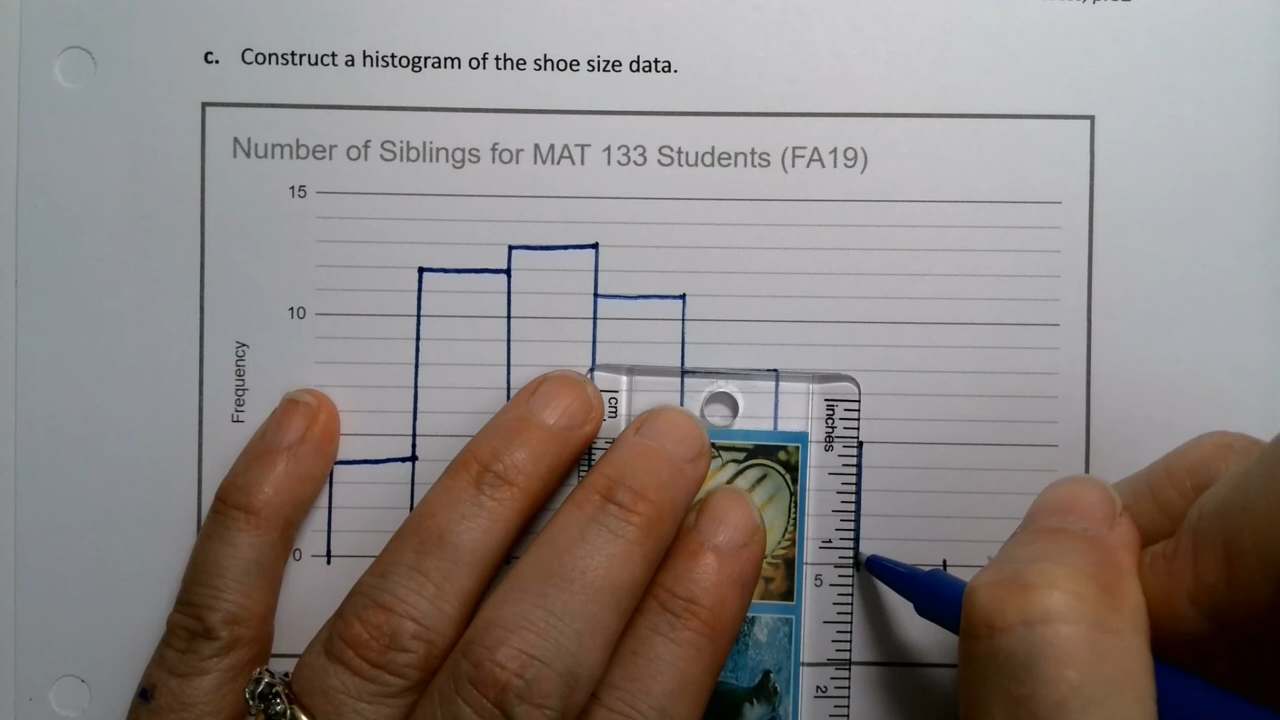 c. Construct a histogram of the shoe size data.
Number of Siblings for MAT 133 Students (FA19)
15
10
Frequency
0
cm
inches
1
5
2